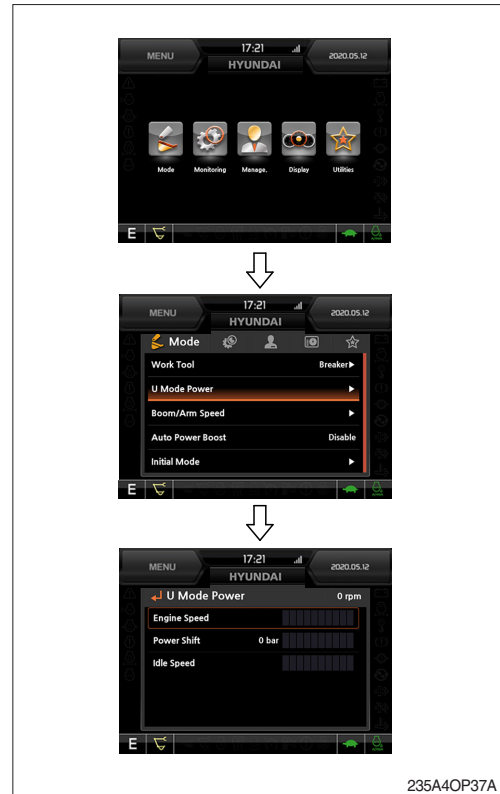 MENU 17:21 2020.05.12
HYUNDAI
Mode Monitoring Manage. Display Utilities
E
MENU 17:21 2020.05.12
HYUNDAI
Mode
Work Tool Breaker▶
U Mode Power ▶
Boom/Arm Speed ▶
Auto Power Boost Disable
Initial Mode ▶
E
MENU 17:21 2020.05.12
HYUNDAI
U Mode Power 0 rpm
Engine Speed
Power Shift 0 bar
Idle Speed
E
235A4OP37A